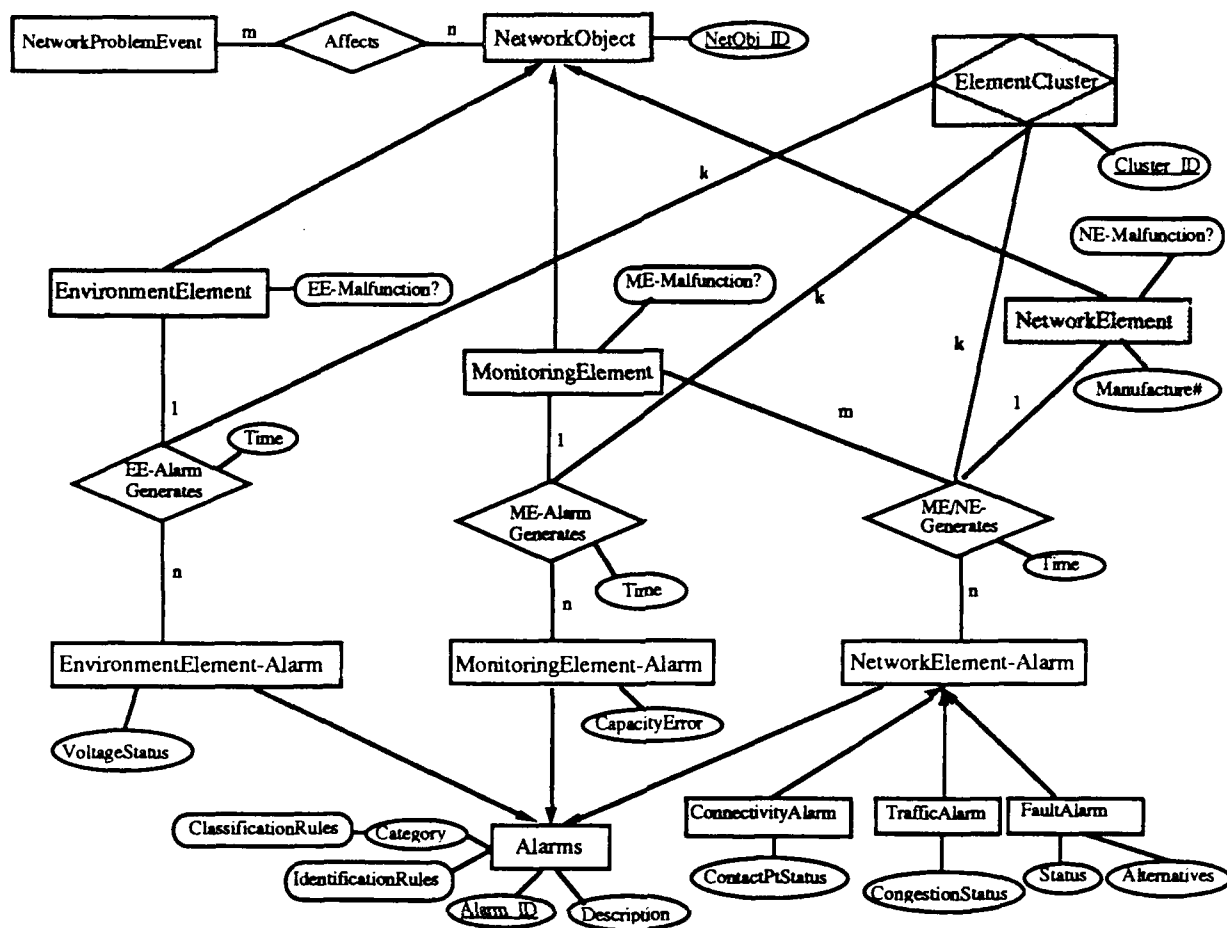 NetworkProblemEvent
m
Affects
n
NetworkObject
NetObj_ID
ElementCluster
Cluster_ID
k
NE-Malfunction?
EnvironmentElement
EE-Malfunction?
ME-Malfunction?
k
NetworkElement
k
MonitoringElement
Manufacture#
m
1
1
1
Time
EE-Alarm
Generates
ME-Alarm
Generates
ME/NE-
Generates
Time
Time
n
n
n
EnvironmentElement-Alarm
MonitoringElement-Alarm
NetworkElement-Alarm
VoltageStatus
CapacityError
ClassificationRules
Category
Alarms
ConnectivityAlarm
TrafficAlarm
FaultAlarm
IdentificationRules
Alarm_ID
Description
ContactPtStatus
CongestionStatus
Status
Alternatives